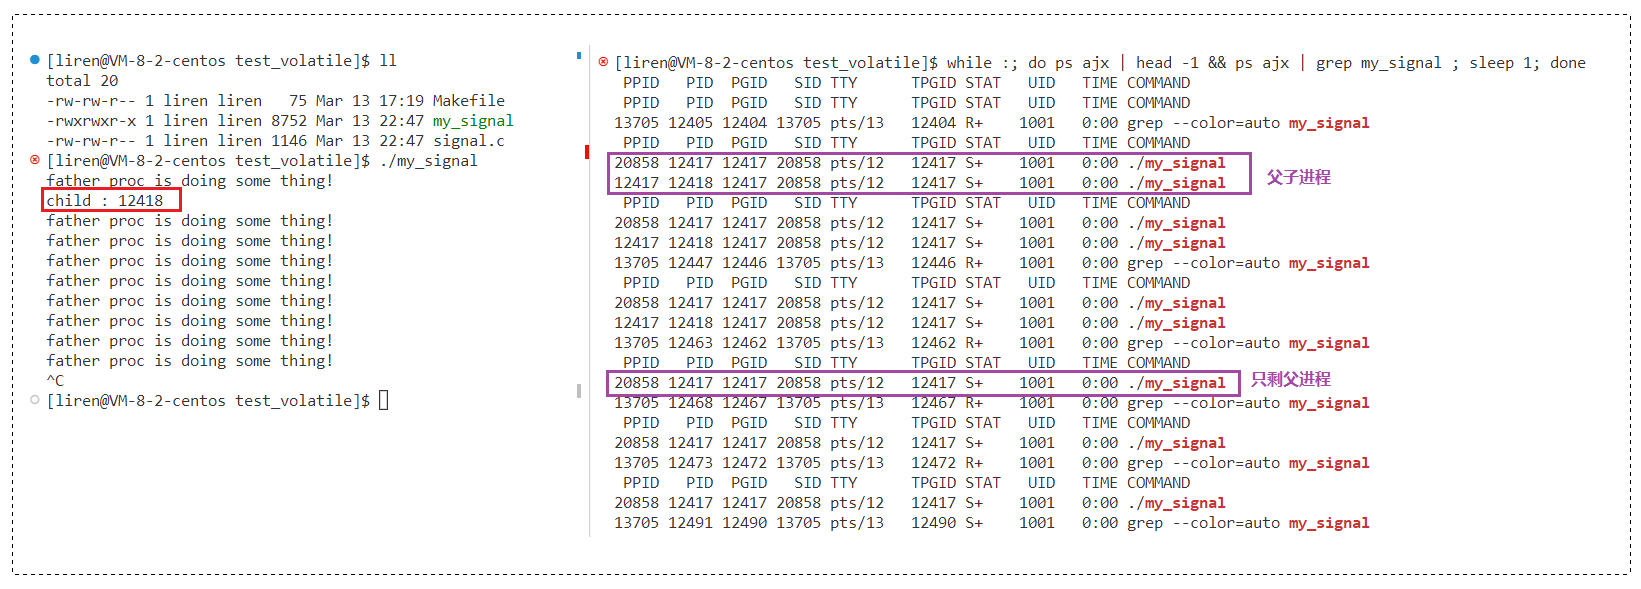 [liren@VM-8-2-centos test_volatile]$ ll
total 20
-rw-rw-r-- 1 liren liren   75 Mar 13 17:19 Makefile
-rwxrwxr-x 1 liren liren 8752 Mar 13 22:47 my_signal
-rw-rw-r-- 1 liren liren 1146 Mar 13 22:47 signal.c
[liren@VM-8-2-centos test_volatile]$ ./my_signal
father proc is doing some thing!
child : 12418
father proc is doing some thing!
father proc is doing some thing!
father proc is doing some thing!
father proc is doing some thing!
father proc is doing some thing!
father proc is doing some thing!
father proc is doing some thing!
father proc is doing some thing!
^C
[liren@VM-8-2-centos test_volatile]$
[liren@VM-8-2-centos test_volatile]$ while :; do ps ajx | head -1 && ps ajx | grep my_signal ; sleep 1; done
 PPID   PID  PGID   SID TTY      TPGID STAT   UID   TIME COMMAND
 PPID   PID  PGID   SID TTY      TPGID STAT   UID   TIME COMMAND
13705 12405 12404 13705 pts/13   12404 R+    1001   0:00 grep --color=auto my_signal
 PPID   PID  PGID   SID TTY      TPGID STAT   UID   TIME COMMAND
20858 12417 12417 20858 pts/12   12417 S+    1001   0:00 ./my_signal
12417 12418 12417 20858 pts/12   12417 S+    1001   0:00 ./my_signal
父子进程
 PPID   PID  PGID   SID TTY      TPGID STAT   UID   TIME COMMAND
20858 12417 12417 20858 pts/12   12417 S+    1001   0:00 ./my_signal
12417 12418 12417 20858 pts/12   12417 S+    1001   0:00 ./my_signal
13705 12447 12446 13705 pts/13   12446 R+    1001   0:00 grep --color=auto my_signal
 PPID   PID  PGID   SID TTY      TPGID STAT   UID   TIME COMMAND
20858 12417 12417 20858 pts/12   12417 S+    1001   0:00 ./my_signal
12417 12418 12417 20858 pts/12   12417 S+    1001   0:00 ./my_signal
13705 12463 12462 13705 pts/13   12462 R+    1001   0:00 grep --color=auto my_signal
 PPID   PID  PGID   SID TTY      TPGID STAT   UID   TIME COMMAND
20858 12417 12417 20858 pts/12   12417 S+    1001   0:00 ./my_signal
只剩父进程
13705 12468 12467 13705 pts/13   12467 R+    1001   0:00 grep --color=auto my_signal
 PPID   PID  PGID   SID TTY      TPGID STAT   UID   TIME COMMAND
20858 12417 12417 20858 pts/12   12417 S+    1001   0:00 ./my_signal
13705 12473 12472 13705 pts/13   12472 R+    1001   0:00 grep --color=auto my_signal
 PPID   PID  PGID   SID TTY      TPGID STAT   UID   TIME COMMAND
20858 12417 12417 20858 pts/12   12417 S+    1001   0:00 ./my_signal
13705 12491 12490 13705 pts/13   12490 S+    1001   0:00 grep --color=auto my_signal